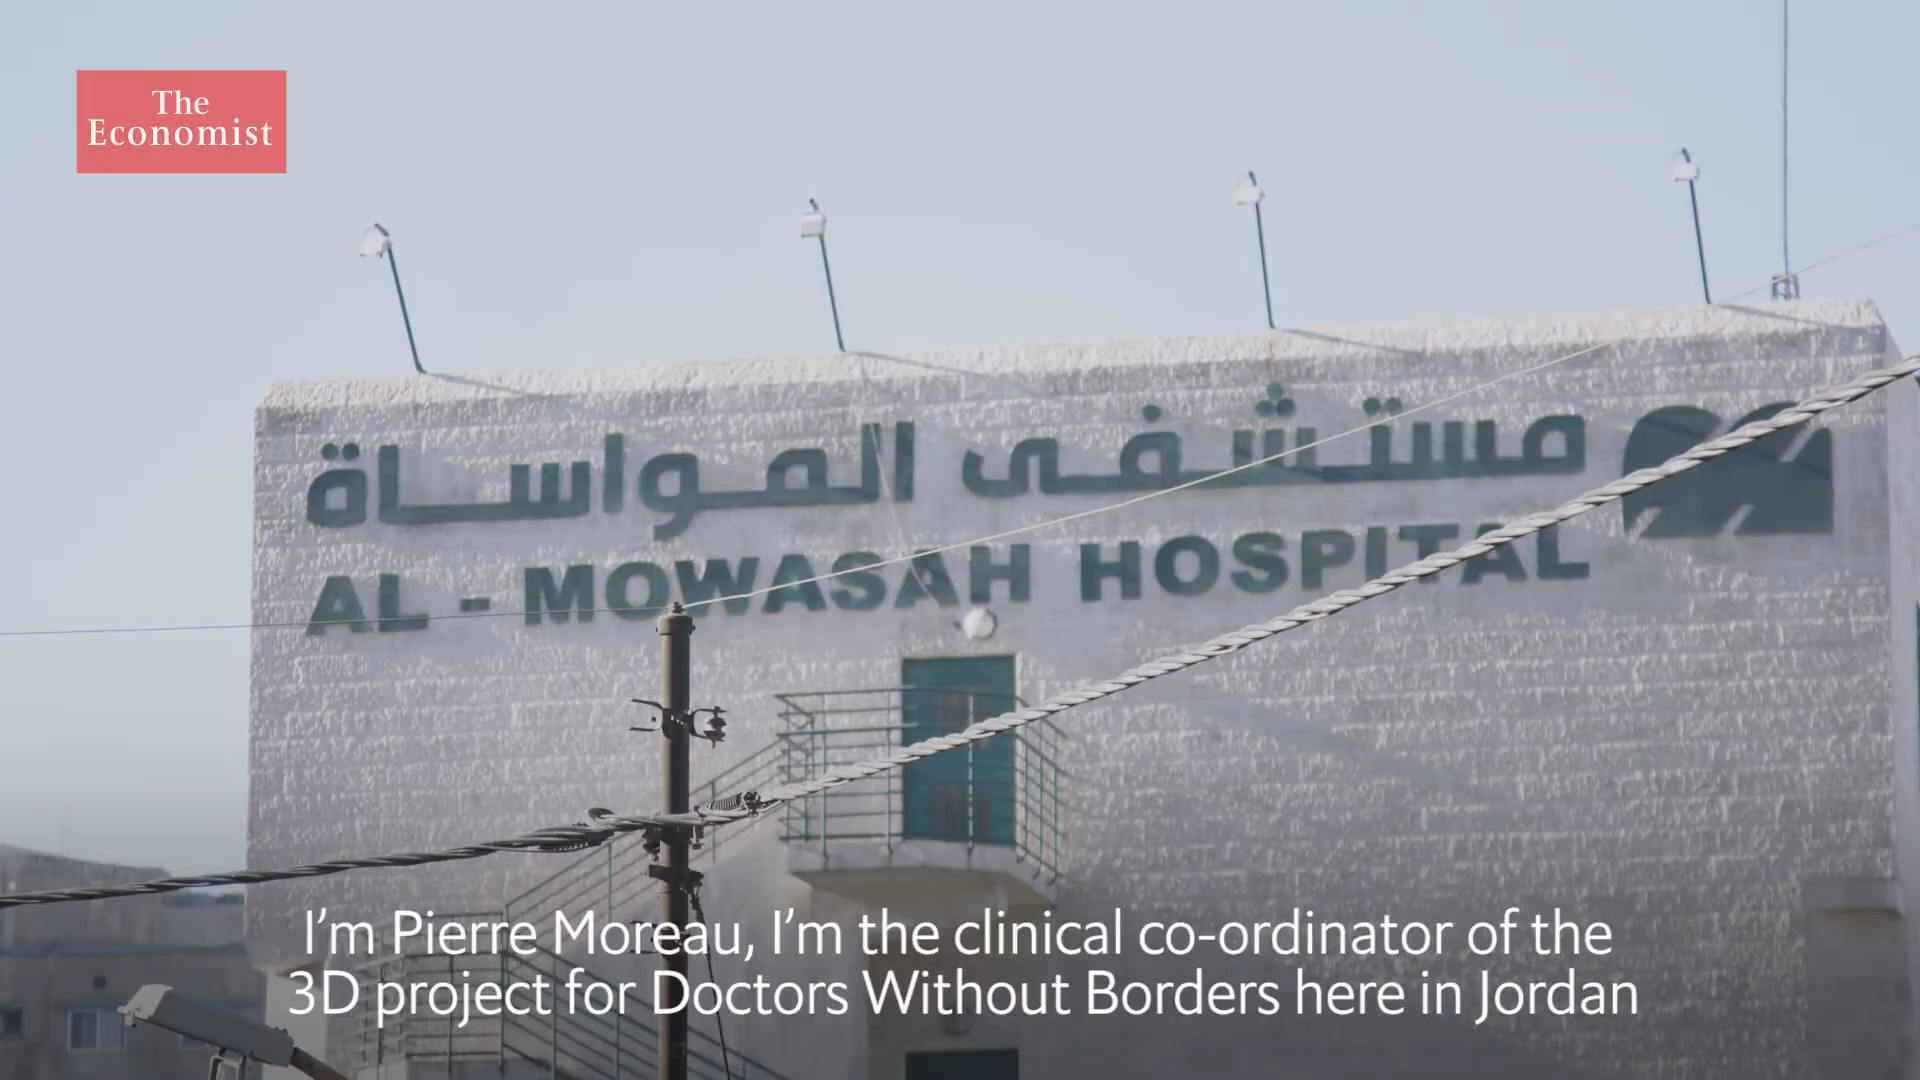 The
Economist
مستشفى المواساة
AL - MOWASAH HOSPITAL
I'm Pierre Moreau, I'm the clinical co-ordinator of the
3D project for Doctors Without Borders here in Jordan